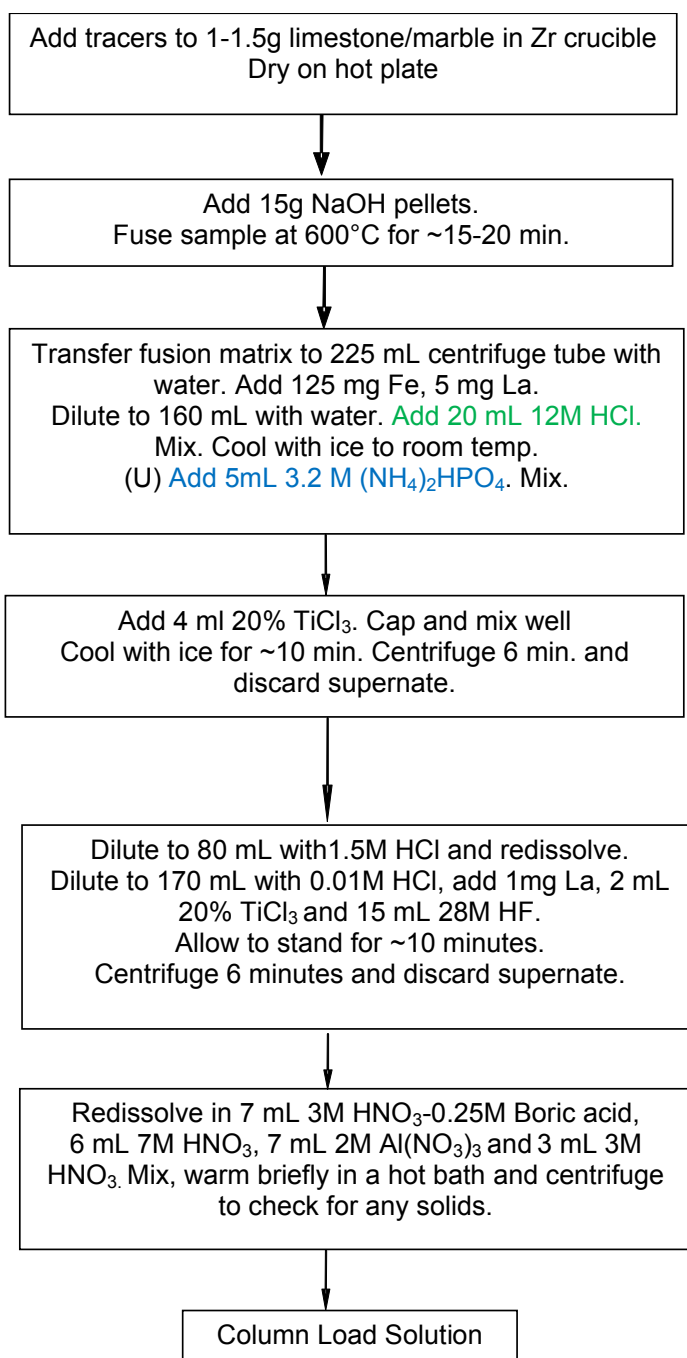 Add tracers to 1-1.5g limestone/marble in Zr crucible
Dry on hot plate
Add 15g NaOH pellets.
Fuse sample at 600°C for ~15-20 min.
Transfer fusion matrix to 225 mL centrifuge tube with
water. Add 125 mg Fe, 5 mg La.
Dilute to 160 mL with water. Add 20 mL 12M HCl.
Mix. Cool with ice to room temp.
(U) Add 5mL 3.2 M (NH₄)₂HPO₄. Mix.
Add 4 ml 20% TiCl₃. Cap and mix well
Cool with ice for ~10 min. Centrifuge 6 min. and
discard supernate.
Dilute to 80 mL with1.5M HCl and redissolve.
Dilute to 170 mL with 0.01M HCl, add 1mg La, 2 mL
20% TiCl₃ and 15 mL 28M HF.
Allow to stand for ~10 minutes.
Centrifuge 6 minutes and discard supernate.
Redissolve in 7 mL 3M HNO₃-0.25M Boric acid,
6 mL 7M HNO₃, 7 mL 2M Al(NO₃)₃ and 3 mL 3M
HNO₃. Mix, warm briefly in a hot bath and centrifuge
to check for any solids.
Column Load Solution